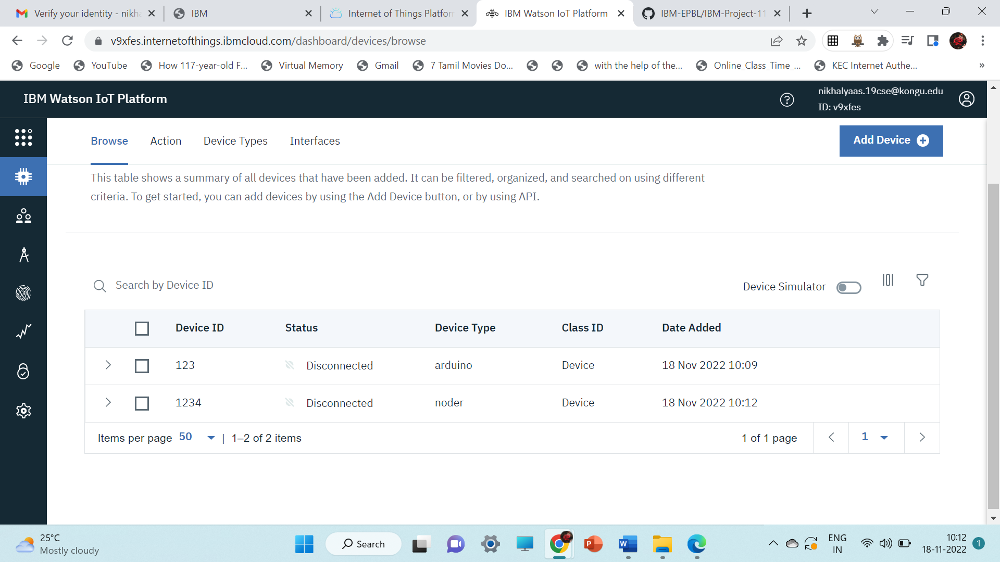 Verify your identity - nikha
IBM
Internet of Things Platform
IBM Watson IoT Platform
IBM-EPBL/IBM-Project-11
v9xfes.internetofthings.ibmcloud.com/dashboard/devices/browse
Google
YouTube
How 117-year-old F...
Virtual Memory
Gmail
7 Tamil Movies Do...
with the help of the...
Online_Class_Time_...
KEC Internet Authe...
»
IBM Watson IoT Platform
nikhalyaas.19cse@kongu.edu
ID: v9xfes
Browse
Action
Device Types
Interfaces
Add Device
This table shows a summary of all devices that have been added. It can be filtered, organized, and searched on using different
criteria. To get started, you can add devices by using the Add Device button, or by using API.
Search by Device ID
Device Simulator
Device ID Status Device Type Class ID Date Added
123 Disconnected arduino Device 18 Nov 2022 10:09
1234 Disconnected noder Device 18 Nov 2022 10:12
Items per page 50 | 1–2 of 2 items
1 of 1 page
1
25°C
Mostly cloudy
Search
ENG
IN
10:12
18-11-2022
1